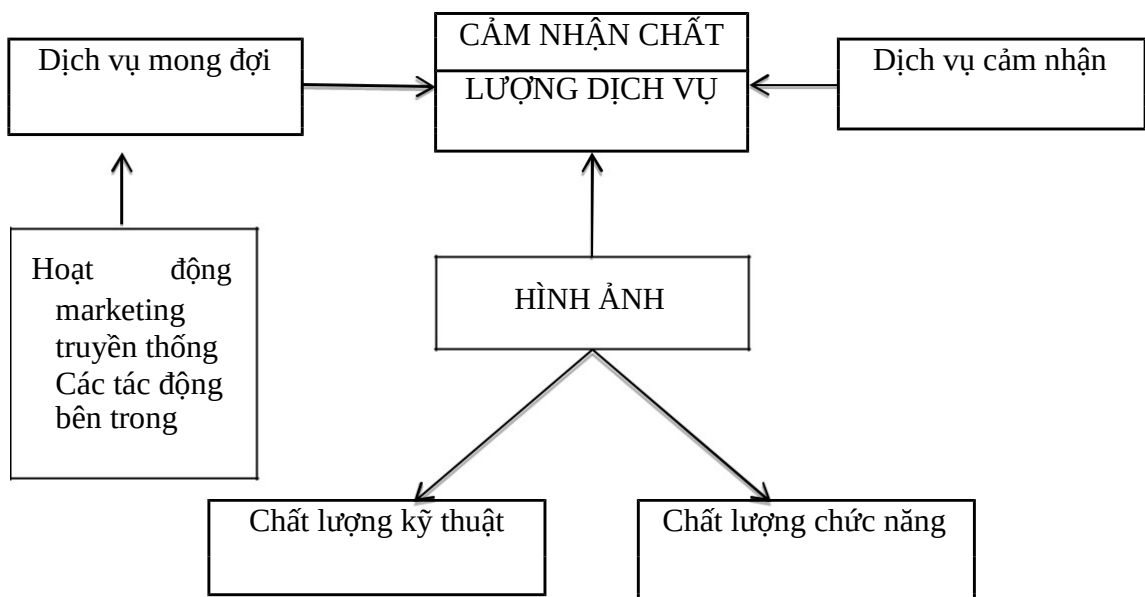 Dịch vụ mong đợi
CẢM NHẬN CHẤT
LƯỢNG DỊCH VỤ
Dịch vụ cảm nhận
Hoạt động
marketing
truyền thống
Các tác động
bên trong
HÌNH ẢNH
Chất lượng kỹ thuật
Chất lượng chức năng